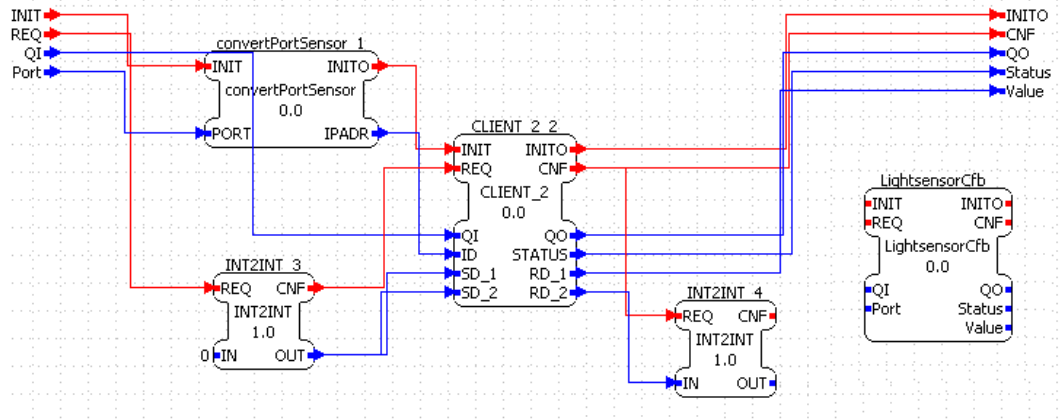 INIT
REQ
QI
Port
INITO
CNF
QO
Status
Value
convertPortSensor_1
INIT INITO
convertPortSensor
0.0
PORT IPADR
CLIENT_2_2
INIT INITO
REQ CNF
CLIENT_2
0.0
QI QO
ID STATUS
SD_1 RD_1
SD_2 RD_2
INT2INT_3
REQ CNF
INT2INT
1.0
0 IN OUT
INT2INT_4
REQ CNF
INT2INT
1.0
IN OUT
LightsensorCfb
INIT INITO
REQ CNF
LightsensorCfb
0.0
QI QO
Port Status
Value